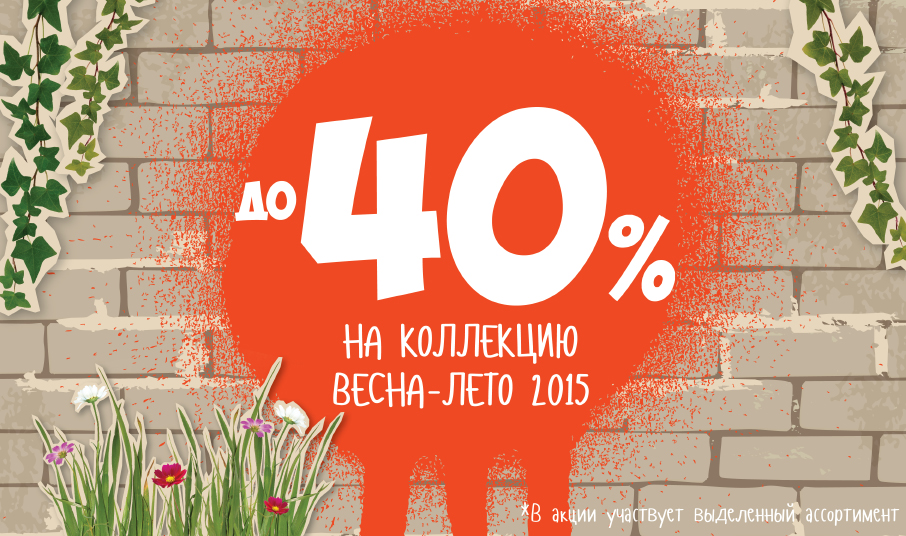 ДО 40%
НА КОЛЛЕКЦИЮ
ВЕСНА-ЛЕТО 2015
*В акции участвует выделенный ассортимент